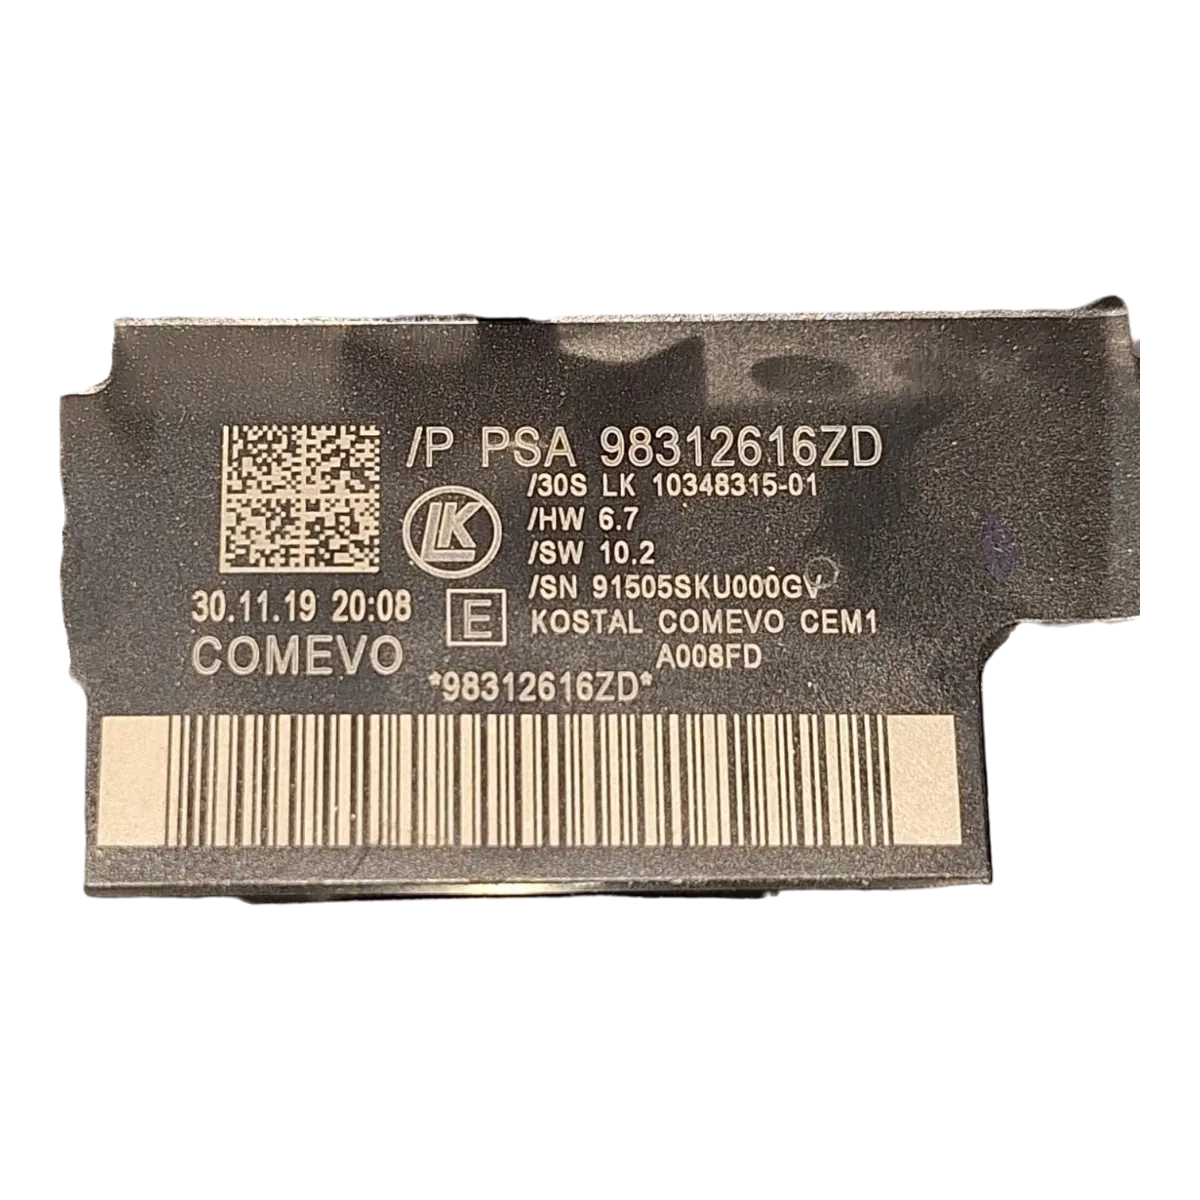 /P PSA 98312616ZD
/30S LK 10348315-01
LK
/HW 6.7
/SW 10.2
/SN 91505SKU000GV
30.11.19 20:08
E
KOSTAL COMEVO CEM1
COMEVO
A008FD
*98312616ZD*